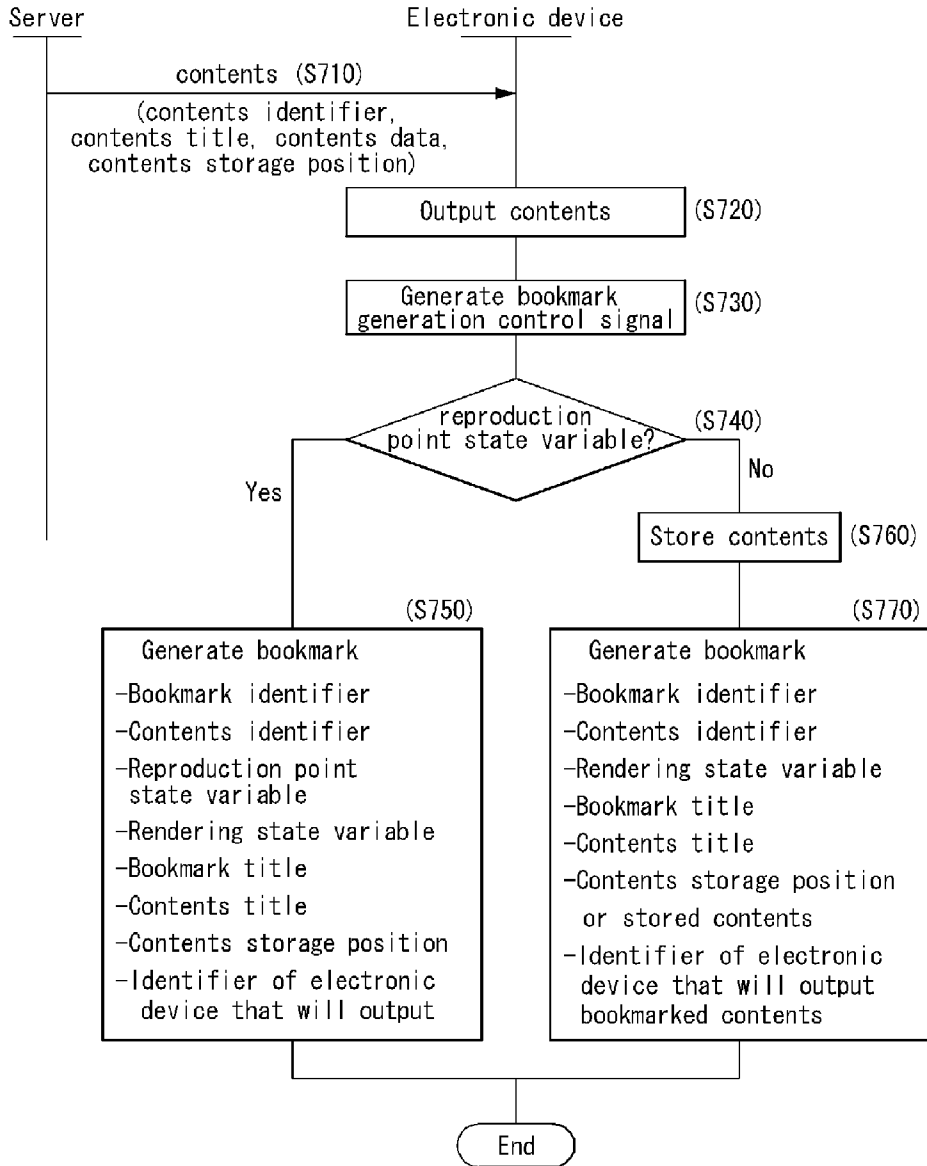 Server
Electronic device
contents (S710)
(contents identifier,
contents title, contents data,
contents storage position)
Output contents
(S720)
Generate bookmark
generation control signal
(S730)
reproduction
point state variable?
(S740)
Yes
No
Store contents
(S760)
(S750)
Generate bookmark
-Bookmark identifier
-Contents identifier
-Reproduction point
state variable
-Rendering state variable
-Bookmark title
-Contents title
-Contents storage position
-Identifier of electronic
device that will output
(S770)
Generate bookmark
-Bookmark identifier
-Contents identifier
-Rendering state variable
-Bookmark title
-Contents title
-Contents storage position
or stored contents
-Identifier of electronic
device that will output
bookmarked contents
End